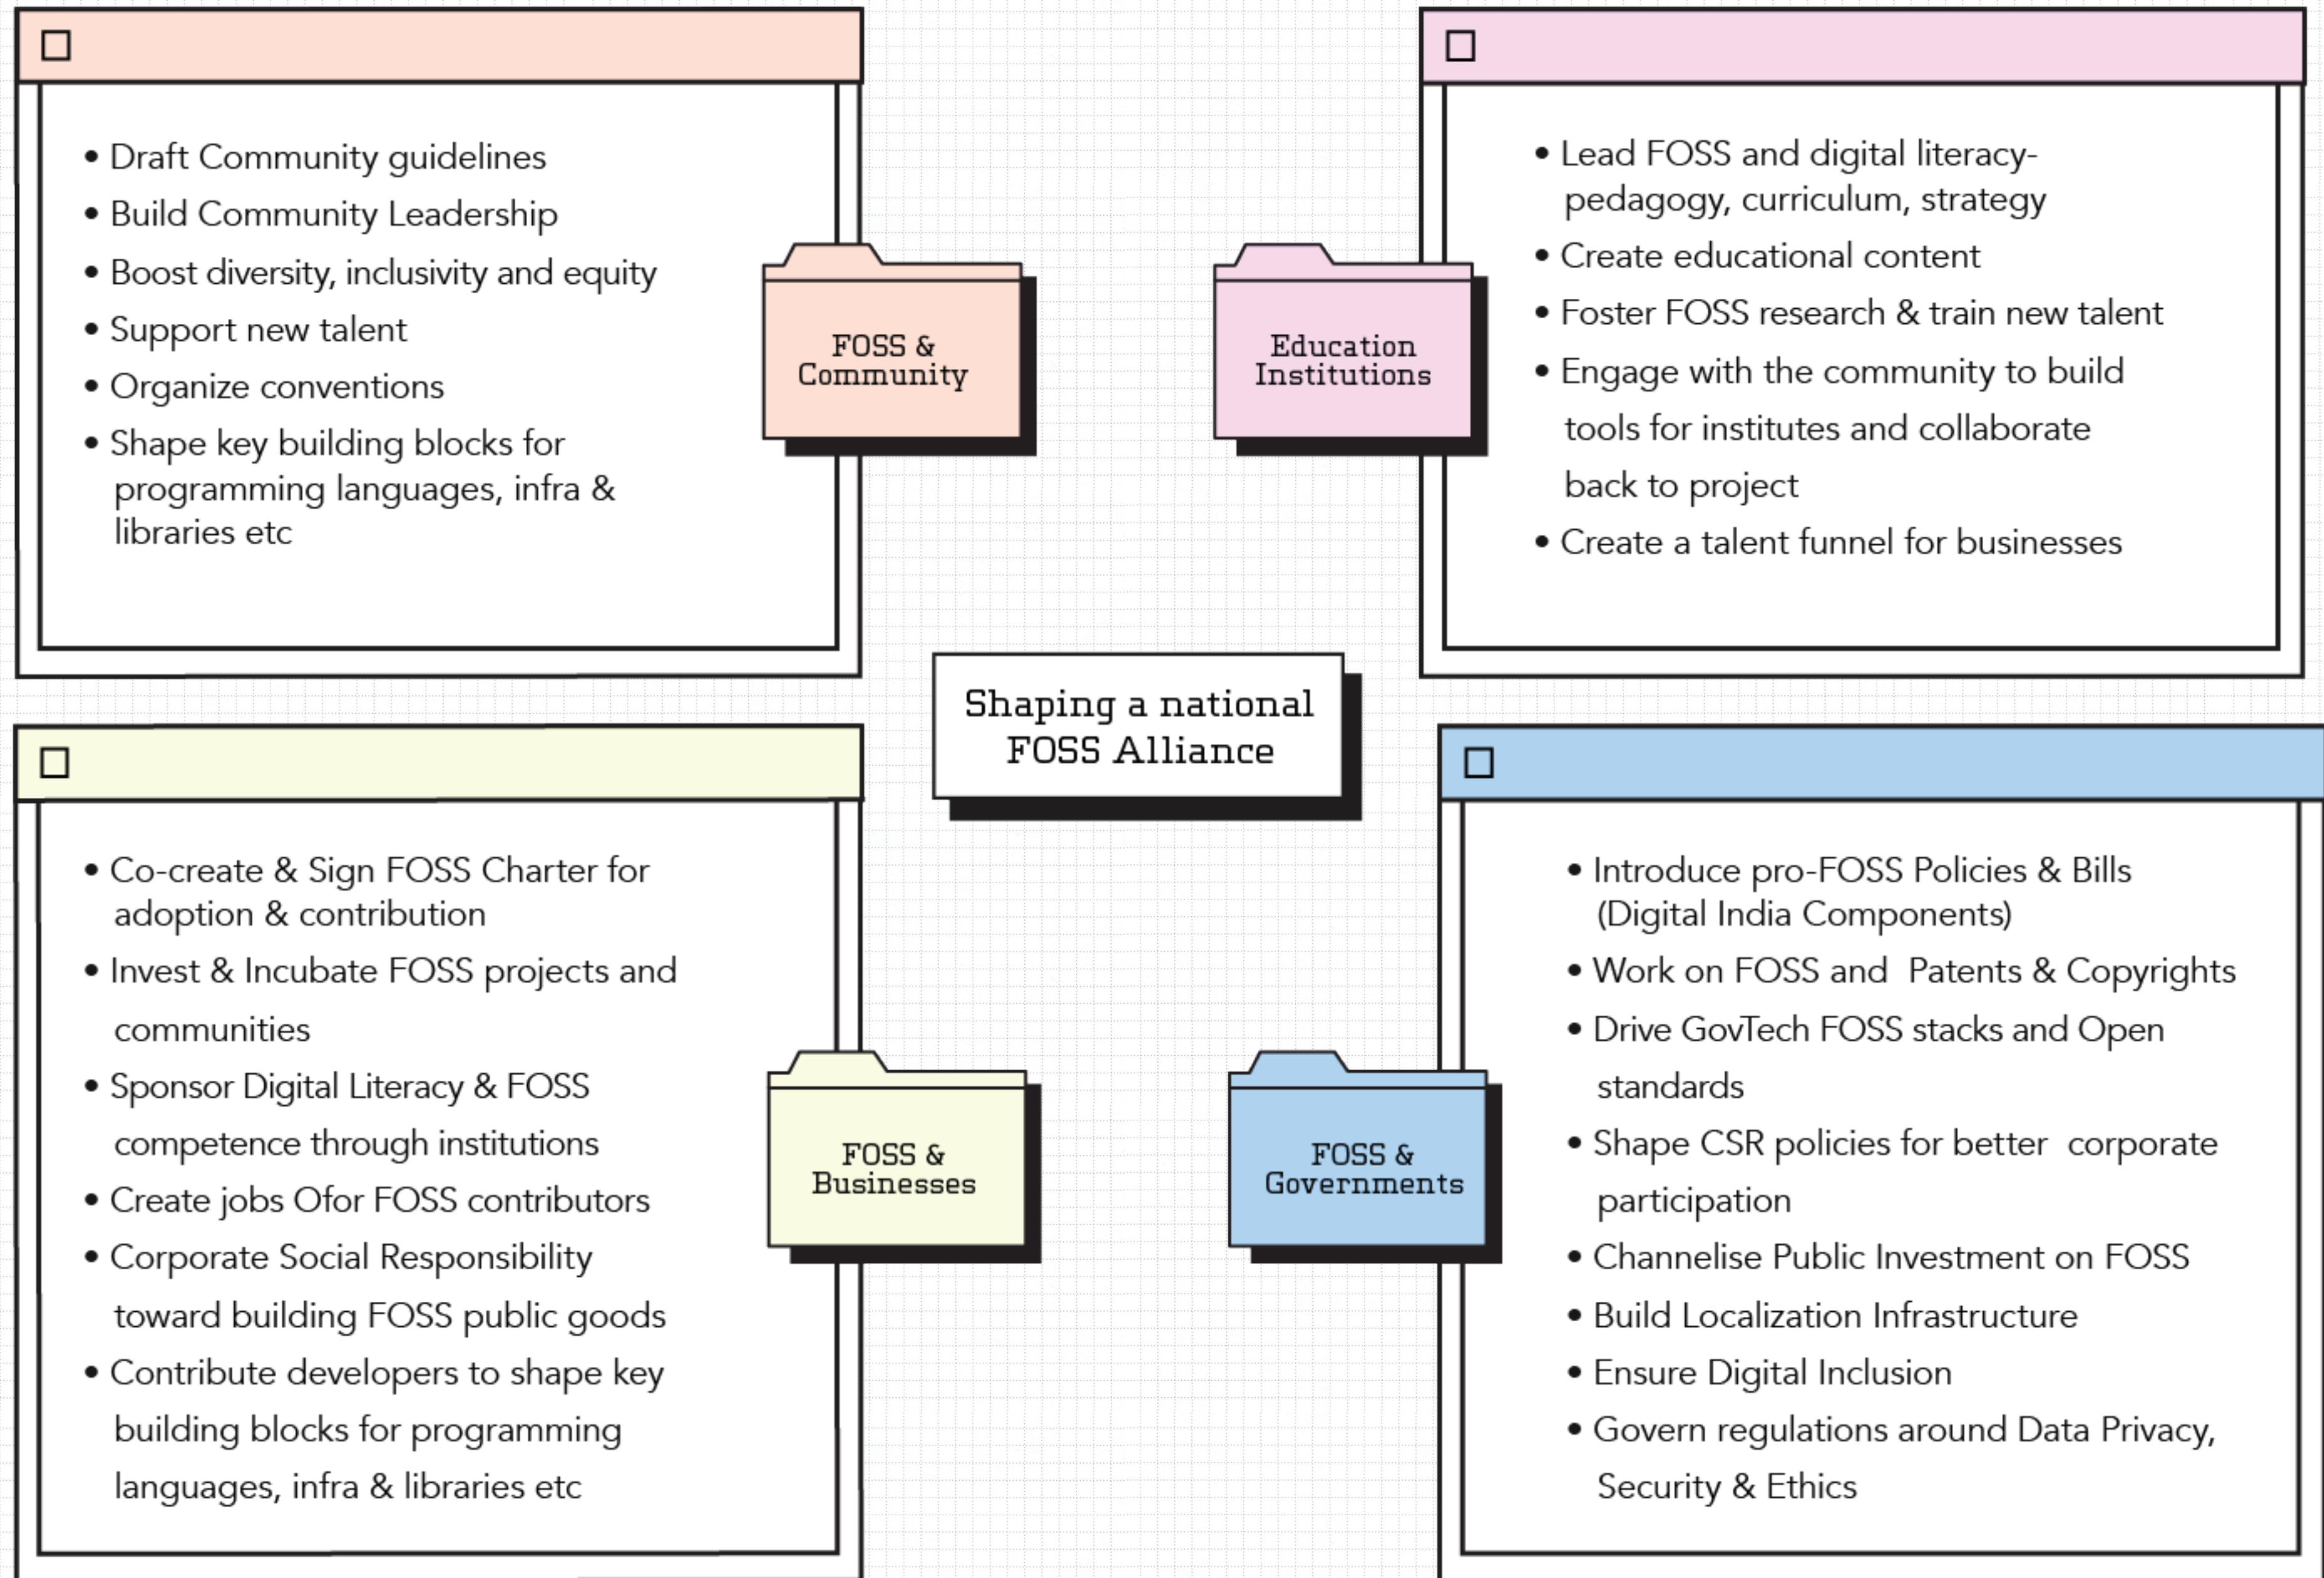 • Draft Community guidelines
• Build Community Leadership
• Boost diversity, inclusivity and equity
• Support new talent
• Organize conventions
• Shape key building blocks for
programming languages, infra &
libraries etc
FOSS &
Community
Education
Institutions
• Lead FOSS and digital literacy-
pedagogy, curriculum, strategy
• Create educational content
• Foster FOSS research & train new talent
• Engage with the community to build
tools for institutes and collaborate
back to project
• Create a talent funnel for businesses
Shaping a national
FOSS Alliance
• Co-create & Sign FOSS Charter for
adoption & contribution
• Invest & Incubate FOSS projects and
communities
• Sponsor Digital Literacy & FOSS
competence through institutions
• Create jobs Ofor FOSS contributors
• Corporate Social Responsibility
toward building FOSS public goods
• Contribute developers to shape key
building blocks for programming
languages, infra & libraries etc
FOSS &
Businesses
FOSS &
Governments
• Introduce pro-FOSS Policies & Bills
(Digital India Components)
• Work on FOSS and  Patents & Copyrights
• Drive GovTech FOSS stacks and Open
standards
• Shape CSR policies for better  corporate
participation
• Channelise Public Investment on FOSS
• Build Localization Infrastructure
• Ensure Digital Inclusion
• Govern regulations around Data Privacy,
Security & Ethics